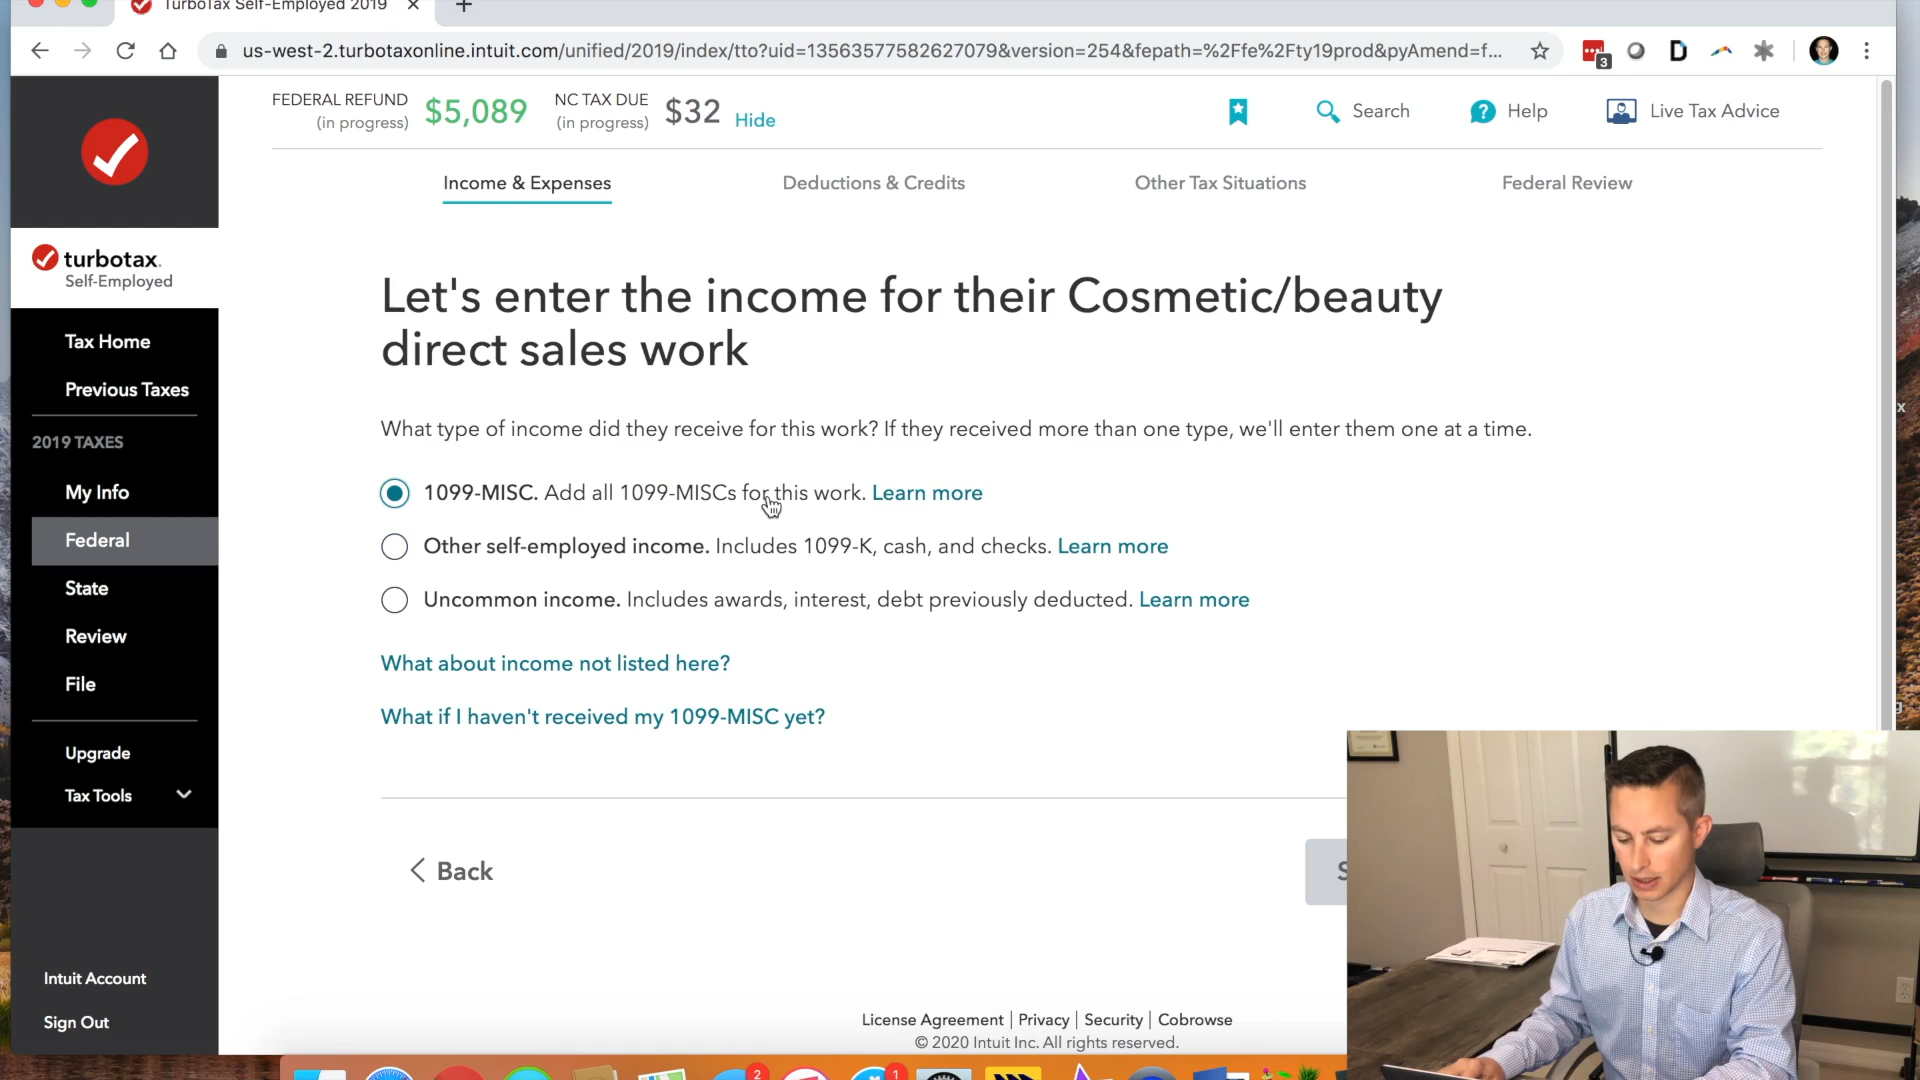 TurboTax Self-Employed 2019
us-west-2.turbotaxonline.intuit.com/unified/2019/index/tto?uid=13563577582627079&version=254&fepath=%2Ffe%2Fty19prod&pyAmend=f...
3
FEDERAL REFUND
(in progress)
$5,089
NC TAX DUE
(in progress)
$32
Hide
Search
Help
Live Tax Advice
Income & Expenses
Deductions & Credits
Other Tax Situations
Federal Review
turbotax.
Self-Employed
Tax Home
Previous Taxes
2019 TAXES
My Info
Federal
State
Review
File
Upgrade
Tax Tools
Intuit Account
Sign Out
Let's enter the income for their Cosmetic/beauty
direct sales work
What type of income did they receive for this work? If they received more than one type, we'll enter them one at a time.
1099-MISC. Add all 1099-MISCs for this work. Learn more
Other self-employed income. Includes 1099-K, cash, and checks. Learn more
Uncommon income. Includes awards, interest, debt previously deducted. Learn more
What about income not listed here?
What if I haven't received my 1099-MISC yet?
Back
License Agreement | Privacy | Security | Cobrowse
© 2020 Intuit Inc. All rights reserved.
2
1